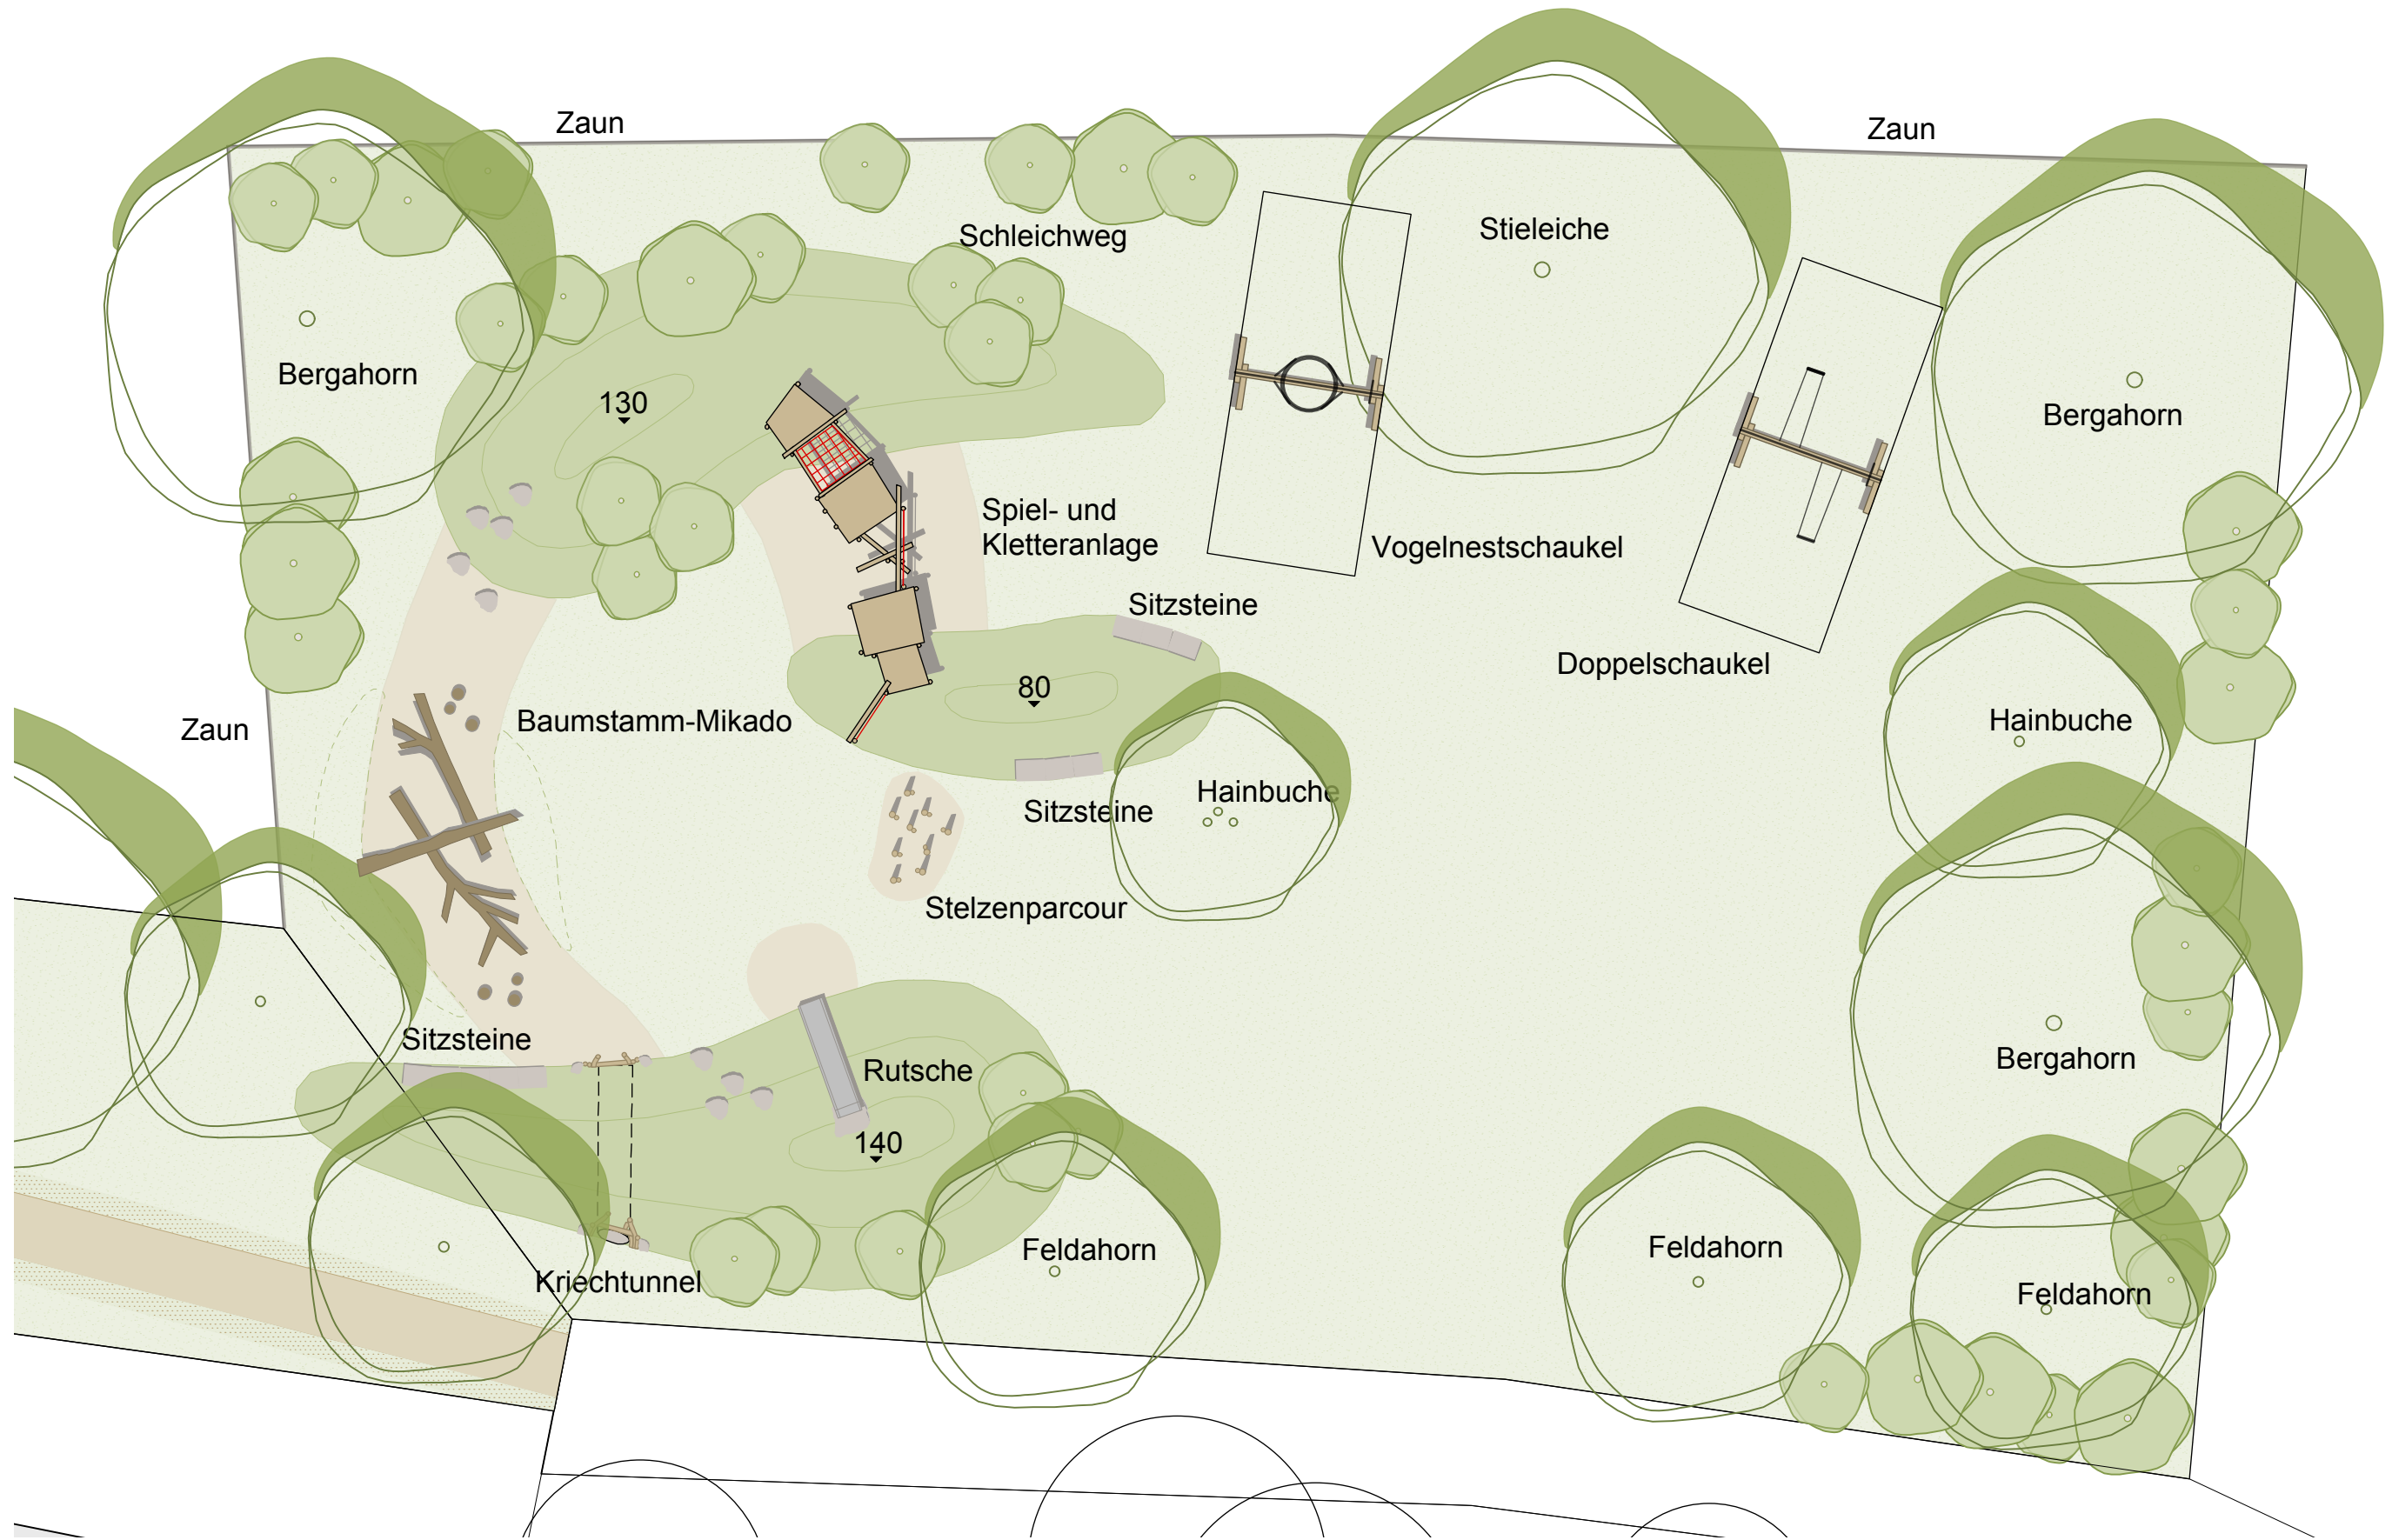 Zaun
Zaun
Schleichweg
Stieleiche
Bergahorn
130
Bergahorn
Spiel- und
Kletteranlage
Vogelnestschaukel
Sitzsteine
Doppelschaukel
80
Baumstamm-Mikado
Hainbuche
Zaun
Hainbuche
Sitzsteine
Stelzenparcour
Sitzsteine
Rutsche
Bergahorn
140
Feldahorn
Feldahorn
Kriechtunnel
Feldahorn